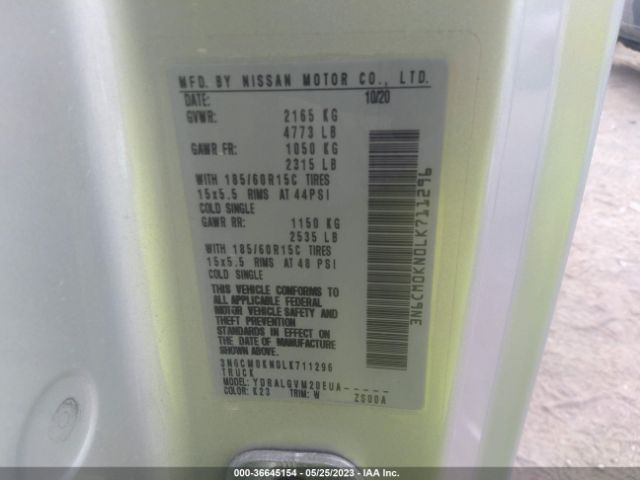 MFD. BY NISSAN MOTOR CO., LTD.
DATE: 10/20
GVWR: 2165 KG
4773 LB
GAWR FR: 1050 KG
2315 LB
WITH 185/60R15C TIRES
15x5.5 RIMS AT 44PSI
COLD SINGLE
GAWR RR: 1150 KG
2535 LB
WITH 185/60R15C TIRES
15x5.5 RIMS AT 48 PSI
COLD SINGLE
THIS VEHICLE CONFORMS TO
ALL APPLICABLE FEDERAL
MOTOR VEHICLE SAFETY AND
THEFT PREVENTION
STANDARDS IN EFFECT ON
THE DATE OF MANUFACTURE
SHOWN ABOVE.
3N6CM0KN0LK711296
TRUCK
MODEL: YDRALGVM20EUA-----
COLOR: K23 TRIM: W ZS00A
3N6CM0KN0LK711296
000-36645154 | 05/25/2023 | IAA Inc.